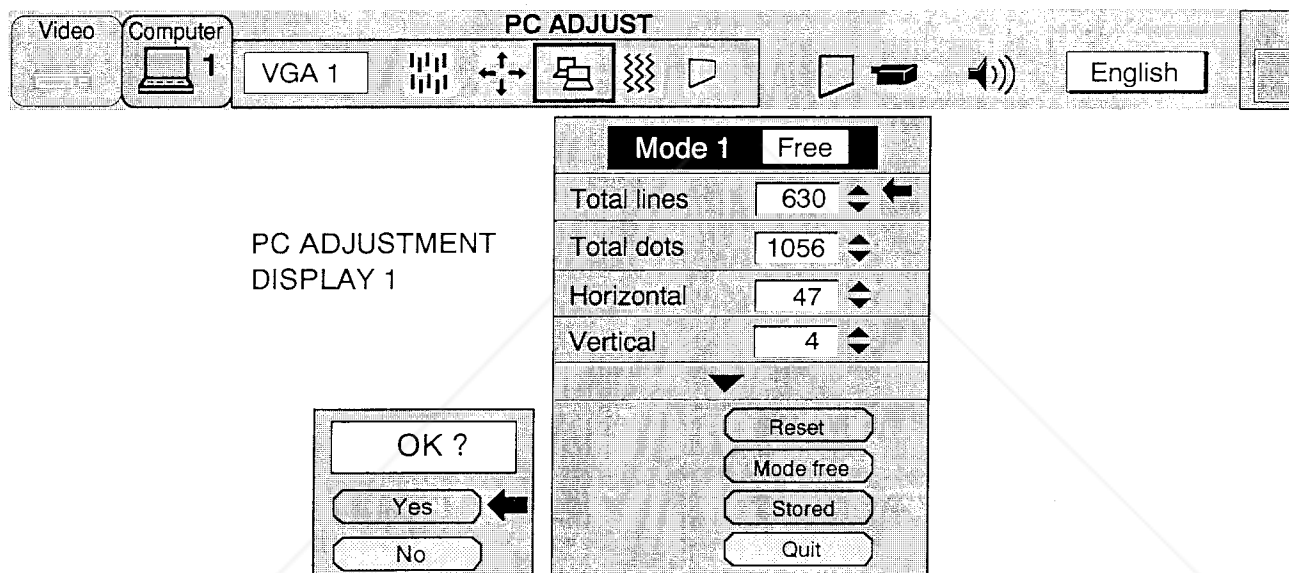 PC ADJUST
Video
Computer
1
VGA 1
English
Mode 1 Free
Total lines 630
Total dots 1056
Horizontal 47
Vertical 4
PC ADJUSTMENT
DISPLAY 1
Reset
Mode free
Stored
Quit
OK ?
Yes
No